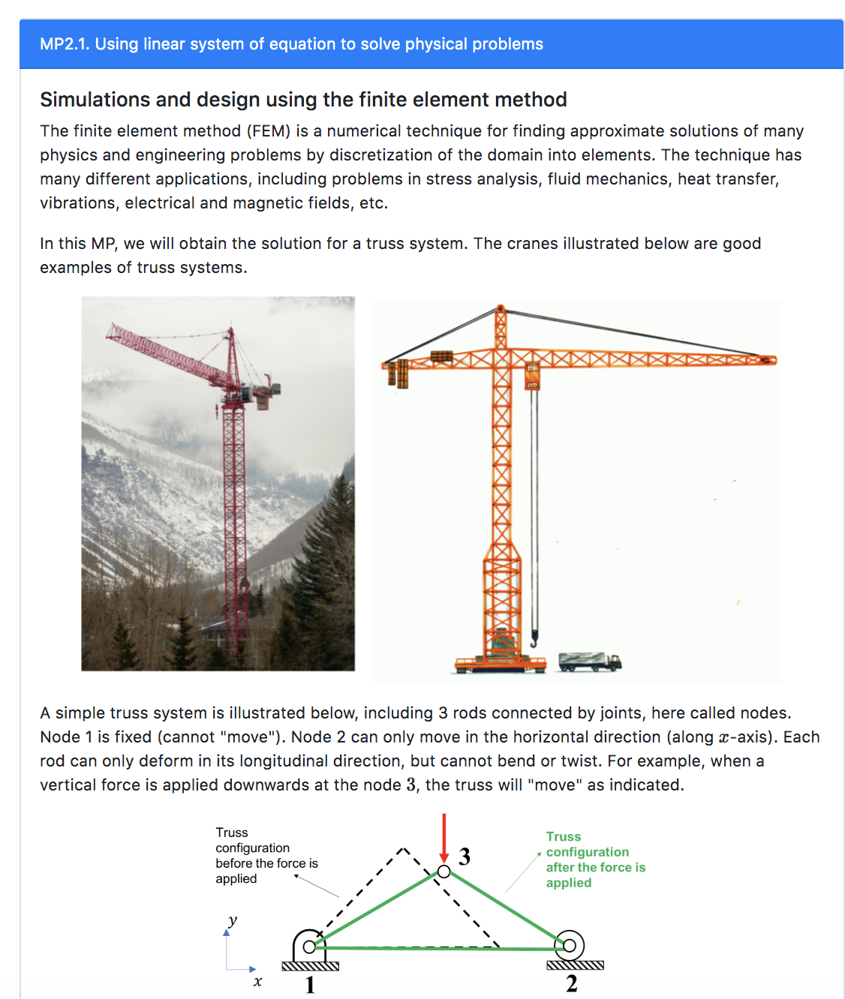 MP2.1. Using linear system of equation to solve physical problems
Simulations and design using the finite element method
The finite element method (FEM) is a numerical technique for finding approximate solutions of many
physics and engineering problems by discretization of the domain into elements. The technique has
many different applications, including problems in stress analysis, fluid mechanics, heat transfer,
vibrations, electrical and magnetic fields, etc.
In this MP, we will obtain the solution for a truss system. The cranes illustrated below are good
examples of truss systems.
A simple truss system is illustrated below, including 3 rods connected by joints, here called nodes.
Node 1 is fixed (cannot "move"). Node 2 can only move in the horizontal direction (along x-axis). Each
rod can only deform in its longitudinal direction, but cannot bend or twist. For example, when a
vertical force is applied downwards at the node 3, the truss will "move" as indicated.
Truss
configuration
before the force is
applied
3
Truss
configuration
after the force is
applied
y
x
1
2